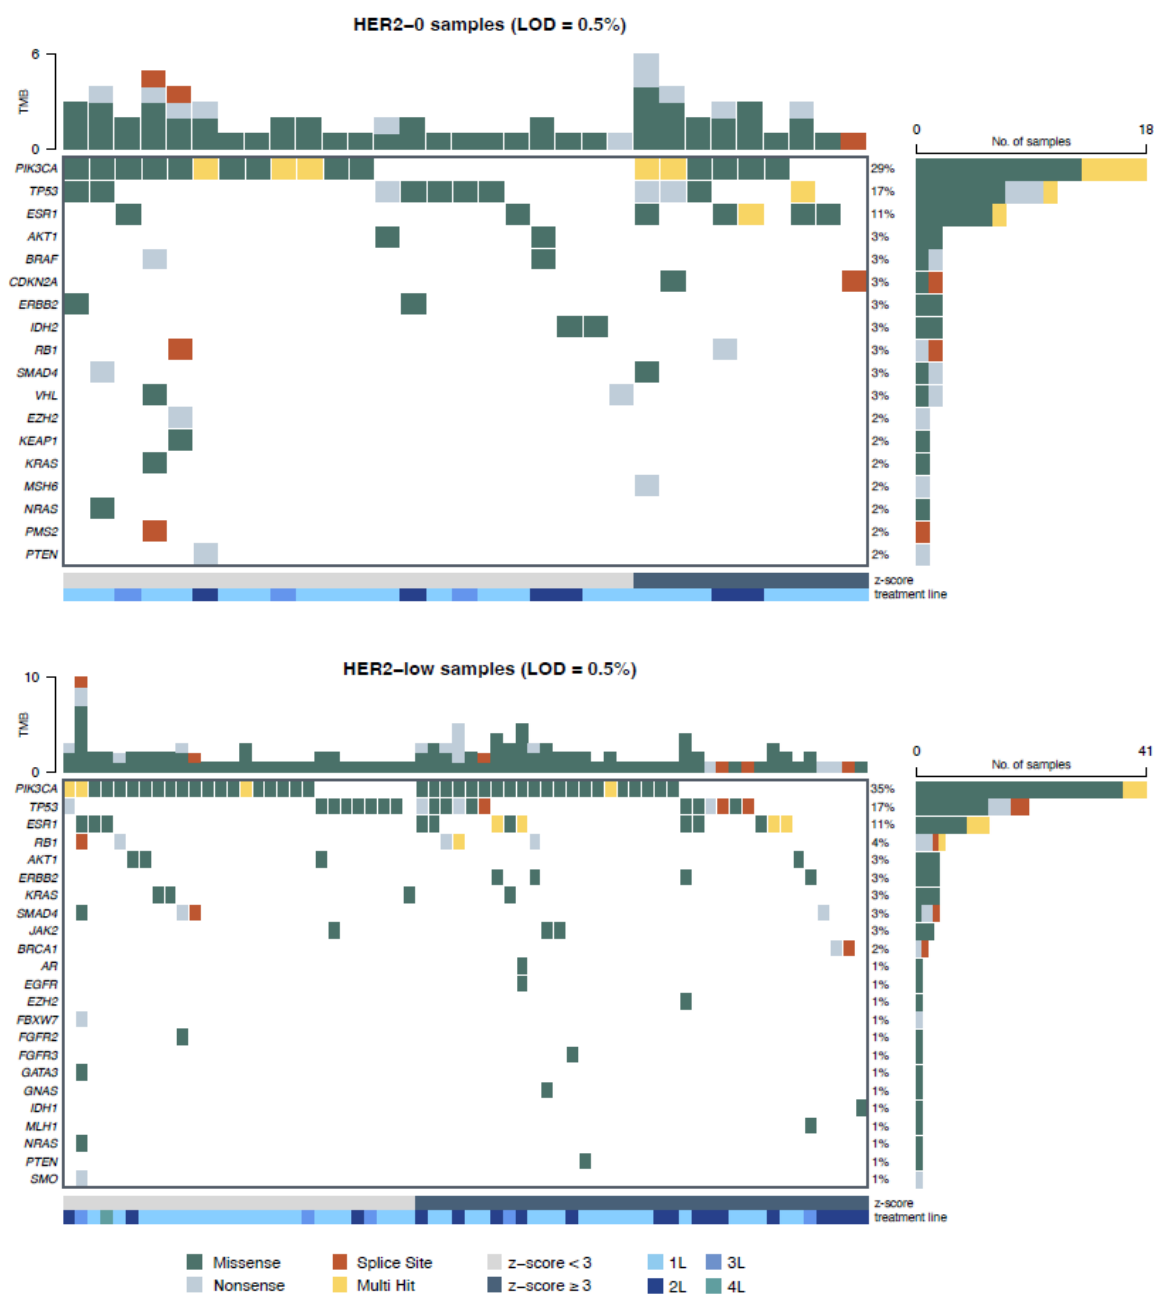 HER2-0 samples (LOD = 0.5%)
6
TMB
0
0 18
No. of samples
PIK3CA 29%
TP53 17%
ESR1 11%
AKT1 3%
BRAF 3%
CDKN2A 3%
ERBB2 3%
IDH2 3%
RB1 3%
SMAD4 3%
VHL 3%
EZH2 2%
KEAP1 2%
KRAS 2%
MSH6 2%
NRAS 2%
PMS2 2%
PTEN 2%
z-score
treatment line
HER2-low samples (LOD = 0.5%)
10
TMB
0
0 41
No. of samples
PIK3CA 35%
TP53 17%
ESR1 11%
RB1 4%
AKT1 3%
ERBB2 3%
KRAS 3%
SMAD4 3%
JAK2 3%
BRCA1 2%
AR 1%
EGFR 1%
EZH2 1%
FBXW7 1%
FGFR2 1%
FGFR3 1%
GATA3 1%
GNAS 1%
IDH1 1%
MLH1 1%
NRAS 1%
PTEN 1%
SMO 1%
z-score
treatment line
Missense Splice Site z-score < 3 1L 3L
Nonsense Multi Hit z-score ≥ 3 2L 4L